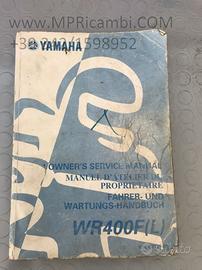 www.MPRicambi.COM
+39 342/1598952
YAMAHA
OWNER'S SERVICE MANUAL
MANUEL D'ATELIER DU
PROPRIETAIRE
FAHRER- UND
WARTUNGS-HANDBUCH
WR400F(L)